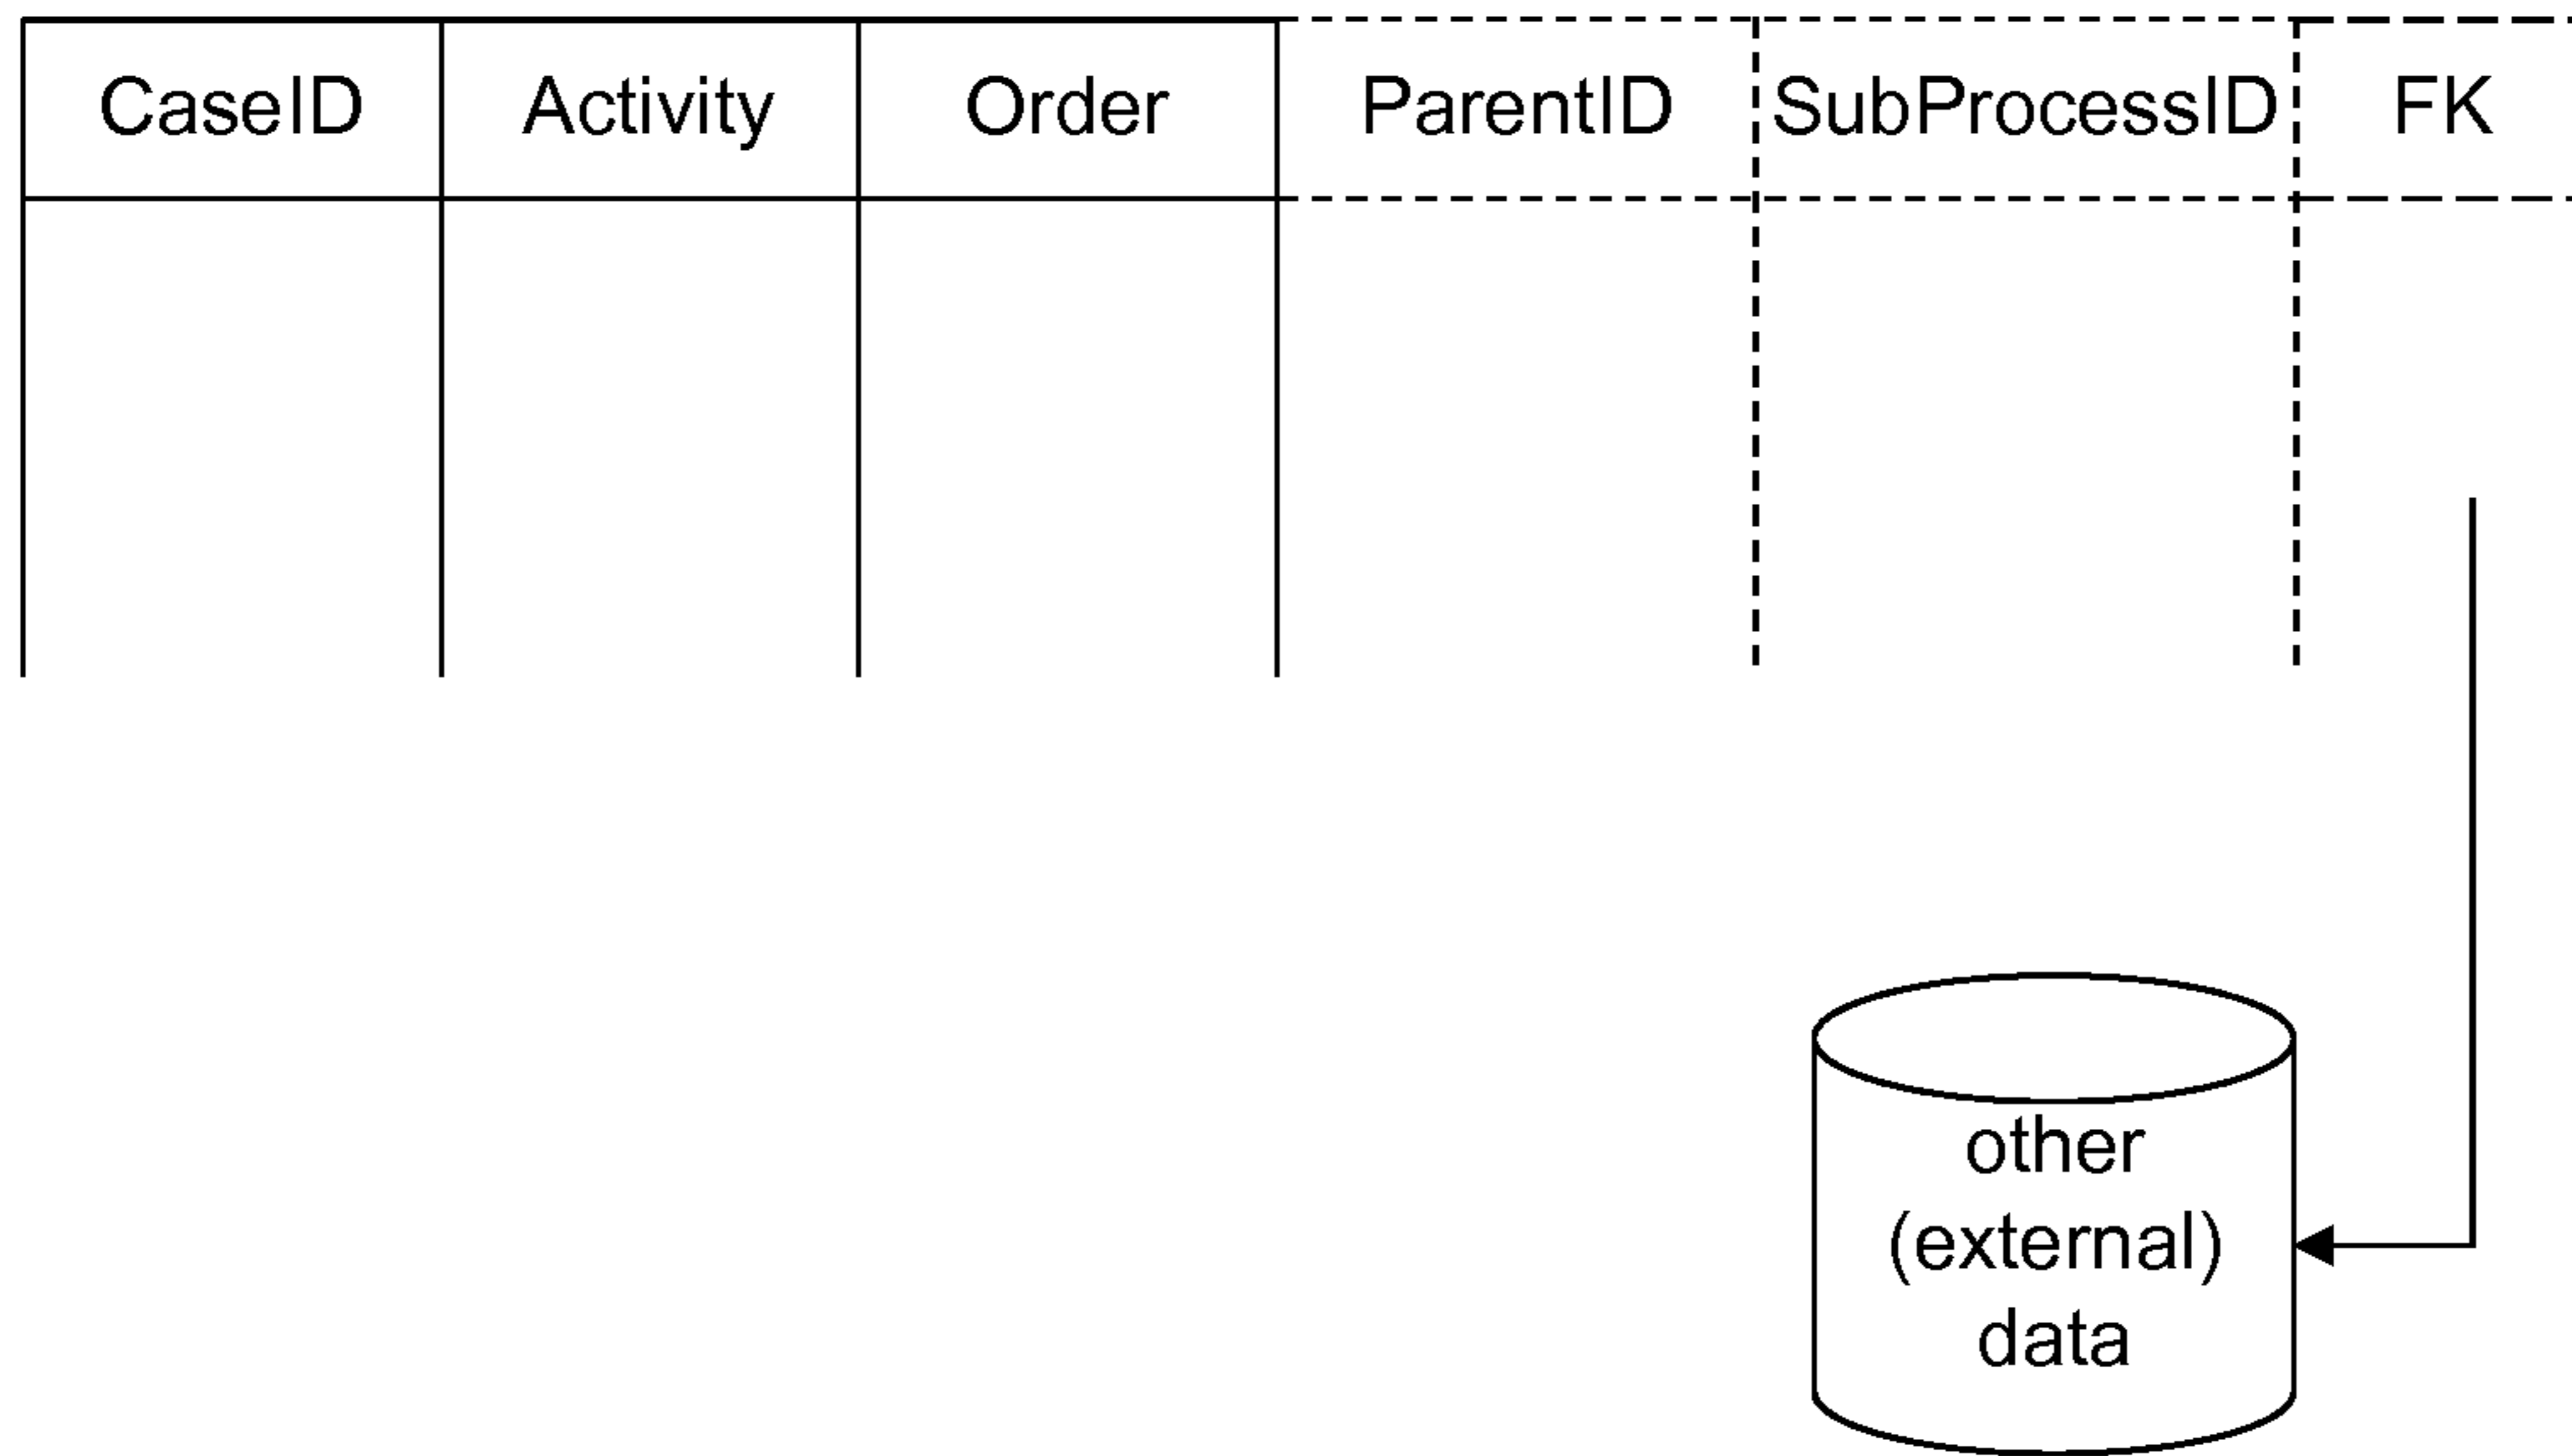 CaseID Activity Order ParentID SubProcessID FK
other
(external)
data